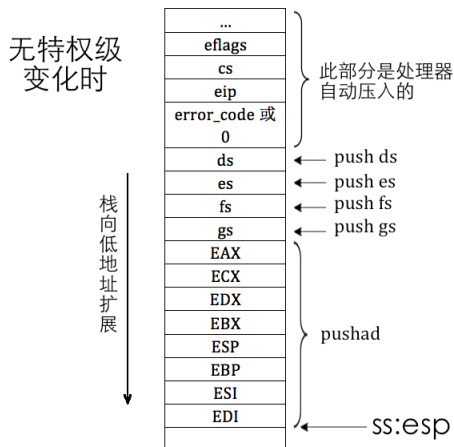 无特权级
变化时
...
eflags
cs
eip
error_code 或
0
ds
es
fs
gs
EAX
ECX
EDX
EBX
ESP
EBP
ESI
EDI
此部分是处理器
自动压入的
push ds
push es
push fs
push gs
pushad
ss:esp
栈向低地址扩展